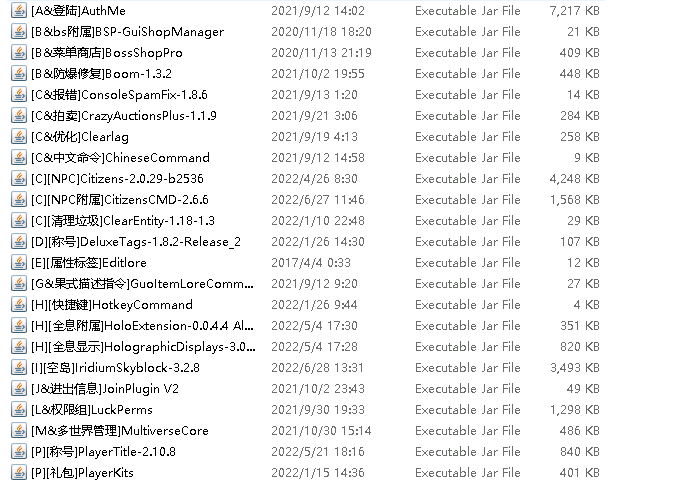 [A&登陆]AuthMe 2021/9/12 14:02 Executable Jar File 7,217 KB
[B&bs附属]BSP-GuiShopManager 2020/11/18 18:20 Executable Jar File 21 KB
[B&菜单商店]BossShopPro 2020/11/13 21:19 Executable Jar File 409 KB
[B&防爆修复]Boom-1.3.2 2021/10/2 19:55 Executable Jar File 448 KB
[C&报错]ConsoleSpamFix-1.8.6 2021/9/13 1:20 Executable Jar File 14 KB
[C&拍卖]CrazyAuctionsPlus-1.1.9 2021/9/21 3:06 Executable Jar File 284 KB
[C&优化]Clearlag 2021/9/19 4:13 Executable Jar File 258 KB
[C&中文命令]ChineseCommand 2021/9/12 14:58 Executable Jar File 9 KB
[C][NPC]Citizens-2.0.29-b2536 2022/4/26 8:30 Executable Jar File 4,248 KB
[C][NPC附属]CitizensCMD-2.6.6 2022/6/27 11:46 Executable Jar File 1,568 KB
[C][清理垃圾]ClearEntity-1.18-1.3 2022/1/10 22:48 Executable Jar File 29 KB
[D][称号]DeluxeTags-1.8.2-Release_2 2022/1/26 14:30 Executable Jar File 107 KB
[E][属性标签]Editlore 2017/4/4 0:33 Executable Jar File 12 KB
[G&果式描述指令]GuoItemLoreComm... 2021/9/12 9:20 Executable Jar File 27 KB
[H][快捷键]HotkeyCommand 2022/1/26 9:44 Executable Jar File 4 KB
[H][全息附属]HoloExtension-0.0.4.4 Al... 2022/5/4 17:30 Executable Jar File 351 KB
[H][全息显示]HolographicDisplays-3.0... 2022/5/4 17:28 Executable Jar File 820 KB
[I][空岛]IridiumSkyblock-3.2.8 2022/6/28 13:31 Executable Jar File 3,493 KB
[J&进出信息]JoinPlugin V2 2021/10/2 23:43 Executable Jar File 49 KB
[L&权限组]LuckPerms 2021/9/30 19:33 Executable Jar File 1,298 KB
[M&多世界管理]MultiverseCore 2021/10/30 15:14 Executable Jar File 486 KB
[P][称号]PlayerTitle-2.10.8 2022/5/21 18:16 Executable Jar File 840 KB
[P][礼包]PlayerKits 2022/1/15 14:36 Executable Jar File 401 KB